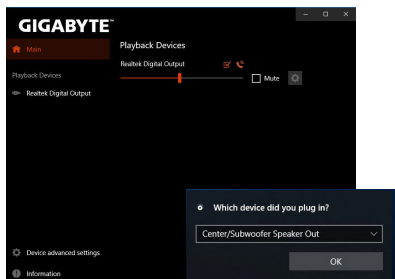 GIGABYTE™
Main
Playback Devices
Realtek Digital Output
Playback Devices
Realtek Digital Output
Mute
Which device did you plug in?
Center/Subwoofer Speaker Out
OK
Device advanced settings
Information